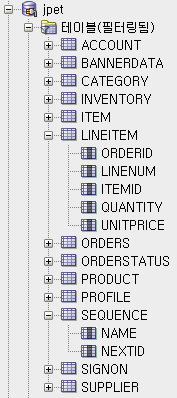 jpet
테이블(필터링됨)
ACCOUNT
BANNERDATA
CATEGORY
INVENTORY
ITEM
LINEITEM
ORDERID
LINENUM
ITEMID
QUANTITY
UNITPRICE
ORDERS
ORDERSTATUS
PRODUCT
PROFILE
SEQUENCE
NAME
NEXTID
SIGNON
SUPPLIER